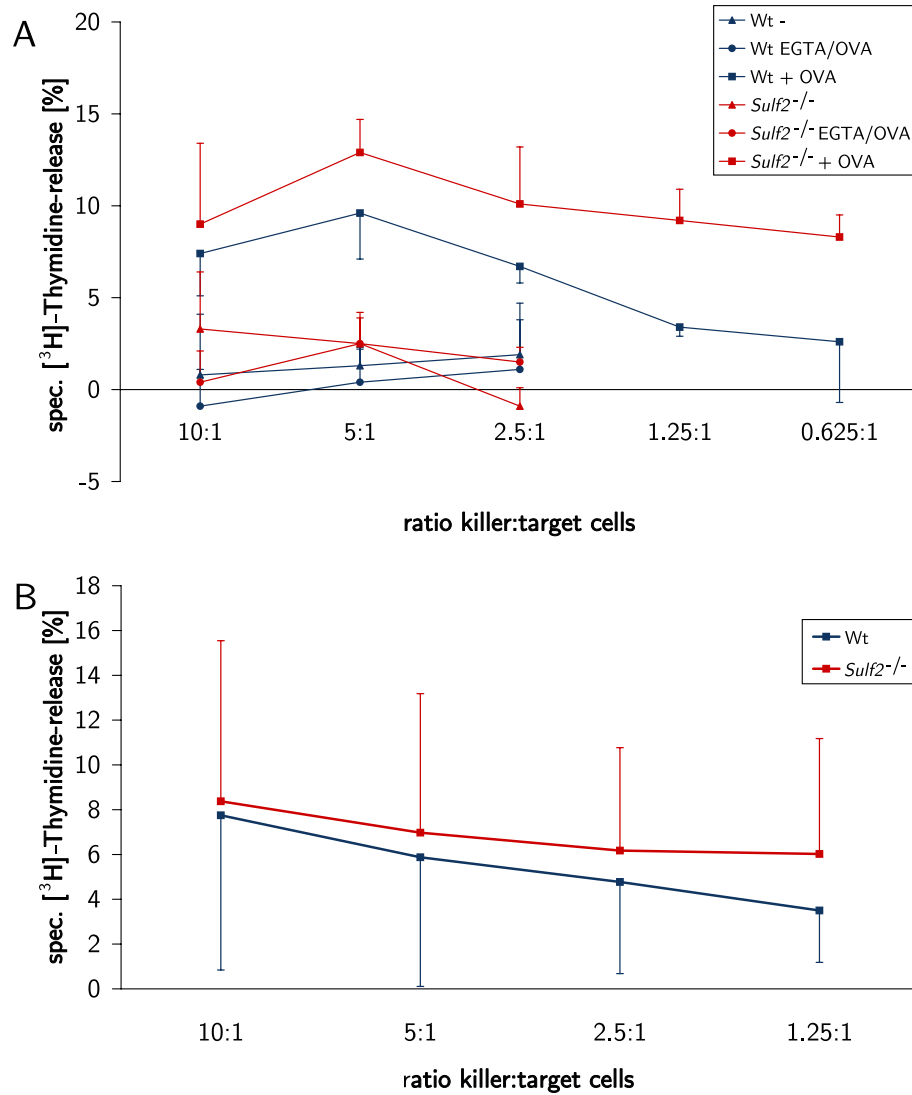 A
spec. [³H]-Thymidine-release [%]
20
15
10
5
0
-5
10:1 5:1 2.5:1 1.25:1 0.625:1
ratio killer:target cells
Wt -
Wt EGTA/OVA
Wt + OVA
Sulf2-/-
Sulf2-/- EGTA/OVA
Sulf2-/- + OVA
B
spec. [³H]-Thymidine-release [%]
18
16
14
12
10
8
6
4
2
0
10:1 5:1 2.5:1 1.25:1
ratio killer:target cells
Wt
Sulf2-/-